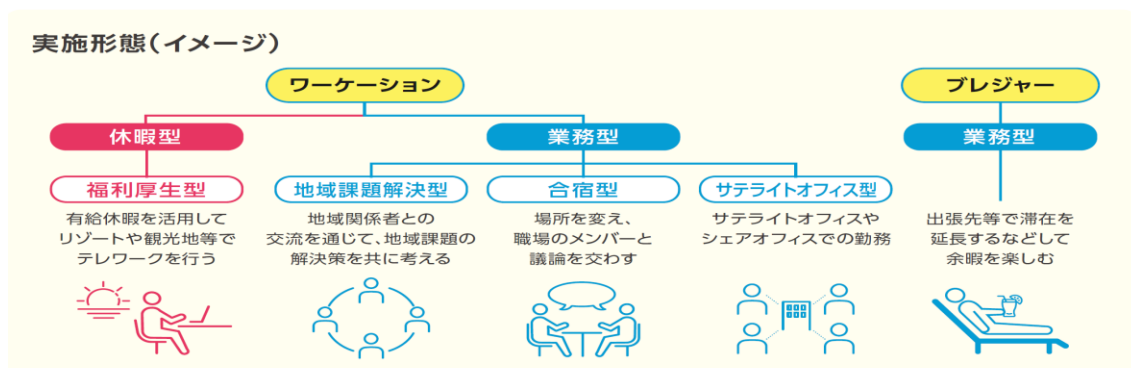 実施形態（イメージ）
ワーケーション
ブレジャー
休暇型
業務型
業務型
福利厚生型
地域課題解決型
合宿型
サテライトオフィス型
有給休暇を活用して
リゾートや観光地等で
テレワークを行う
地域関係者との
交流を通じて、地域課題の
解決策を共に考える
場所を変え、
職場のメンバーと
議論を交わす
サテライトオフィスや
シェアオフィスでの勤務
出張先等で滞在を
延長するなどして
余暇を楽しむ